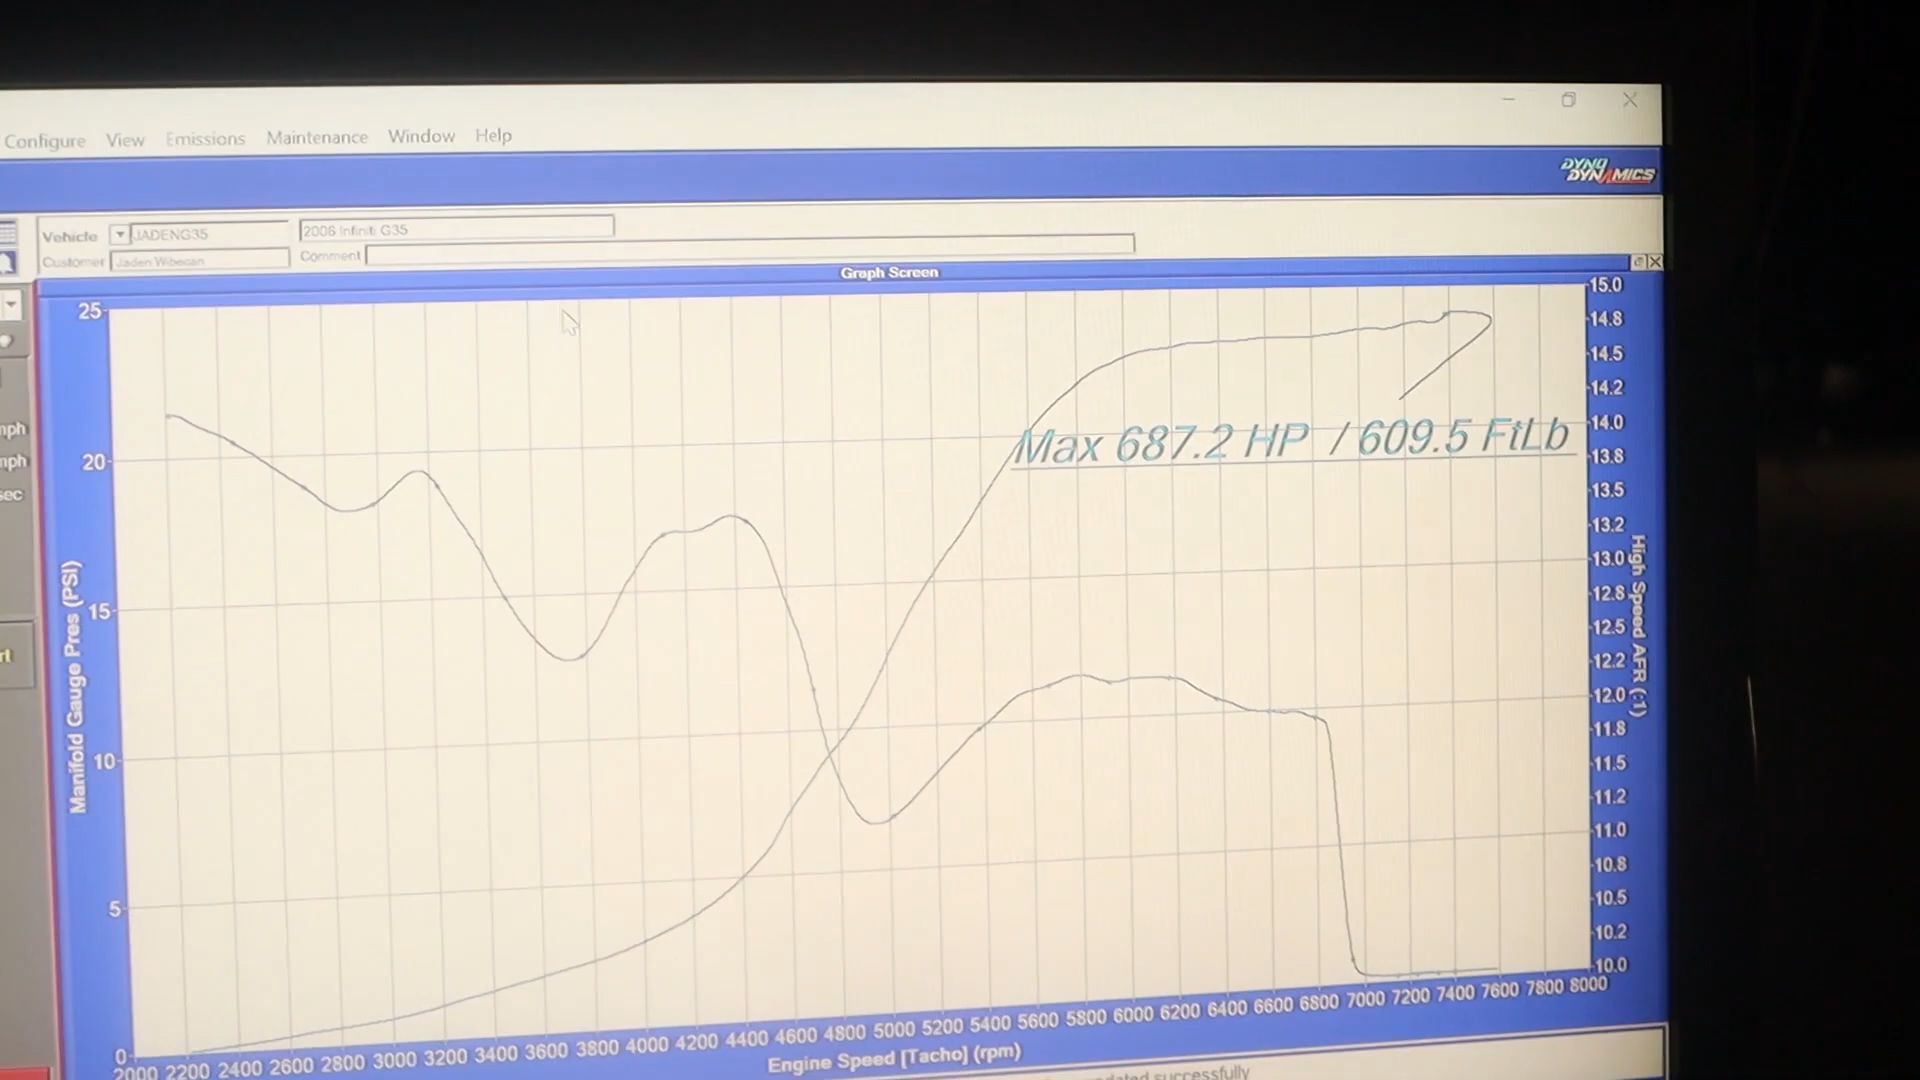 Configure View Emissions Maintenance Window Help
DYNO
DYNAMICS
Vehicle JADENG35 2006 Infiniti G35
Customer Jaden Comment
Graph Screen
mph
mph
sec
25
20
15
10
5
0
Manifold Gauge Pres (PSI)
Max 687.2 HP / 609.5 FtLb
15.0
14.8
14.5
14.2
14.0
13.8
13.5
13.2
13.0
12.8
12.5
12.2
12.0
11.8
11.5
11.2
11.0
10.8
10.5
10.2
10.0
High Speed AFR (:1)
2000 2200 2400 2600 2800 3000 3200 3400 3600 3800 4000 4200 4400 4600 4800 5000 5200 5400 5600 5800 6000 6200 6400 6600 6800 7000 7200 7400 7600 7800 8000
Engine Speed [Tacho] (rpm)
successfully